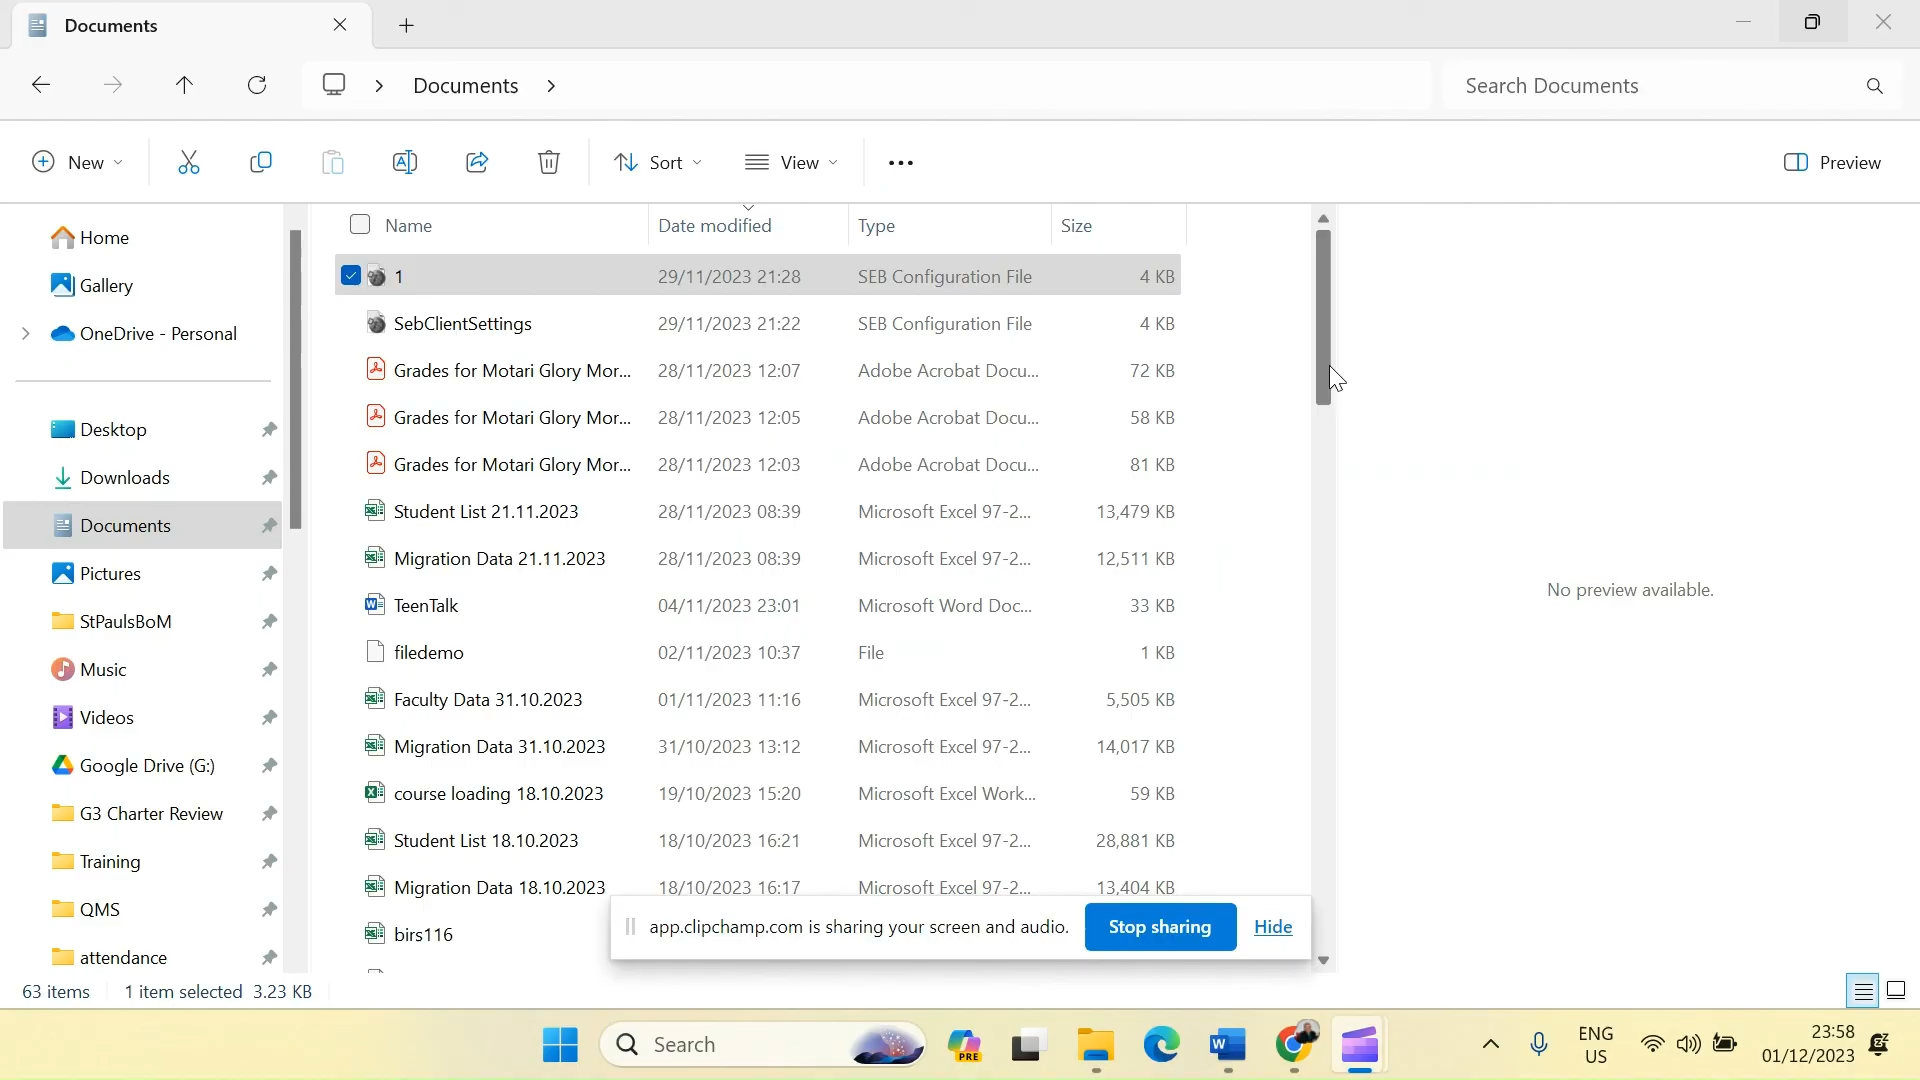 Documents
Documents
Search Documents
New
Sort
View
Preview
Home
Gallery
OneDrive - Personal
Desktop
Downloads
Documents
Pictures
StPaulsBoM
Music
Videos
Google Drive (G:)
G3 Charter Review
Training
QMS
attendance
Name Date modified Type Size
1 29/11/2023 21:28 SEB Configuration File 4 KB
SebClientSettings 29/11/2023 21:22 SEB Configuration File 4 KB
Grades for Motari Glory Mor... 28/11/2023 12:07 Adobe Acrobat Docu... 72 KB
Grades for Motari Glory Mor... 28/11/2023 12:05 Adobe Acrobat Docu... 58 KB
Grades for Motari Glory Mor... 28/11/2023 12:03 Adobe Acrobat Docu... 81 KB
Student List 21.11.2023 28/11/2023 08:39 Microsoft Excel 97-2... 13,479 KB
Migration Data 21.11.2023 28/11/2023 08:39 Microsoft Excel 97-2... 12,511 KB
TeenTalk 04/11/2023 23:01 Microsoft Word Doc... 33 KB
filedemo 02/11/2023 10:37 File 1 KB
Faculty Data 31.10.2023 01/11/2023 11:16 Microsoft Excel 97-2... 5,505 KB
Migration Data 31.10.2023 31/10/2023 13:12 Microsoft Excel 97-2... 14,017 KB
course loading 18.10.2023 19/10/2023 15:20 Microsoft Excel Work... 59 KB
Student List 18.10.2023 18/10/2023 16:21 Microsoft Excel 97-2... 28,881 KB
Migration Data 18.10.2023 18/10/2023 16:17 Microsoft Excel 97-2... 13,404 KB
birs116
No preview available.
app.clipchamp.com is sharing your screen and audio. Stop sharing Hide
63 items 1 item selected 3.23 KB
Search
PRE
W
ENG
US
23:58
01/12/2023